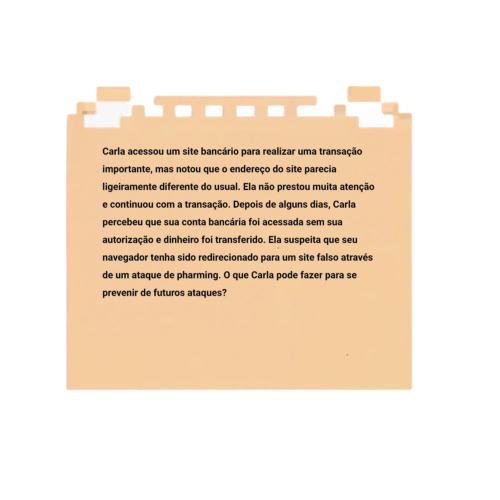 Carla acessou um site bancário para realizar uma transação
importante, mas notou que o endereço do site parecia
ligeiramente diferente do usual. Ela não prestou muita atenção
e continuou com a transação. Depois de alguns dias, Carla
percebeu que sua conta bancária foi acessada sem sua
autorização e dinheiro foi transferido. Ela suspeita que seu
navegador tenha sido redirecionado para um site falso através
de um ataque de pharming. O que Carla pode fazer para se
prevenir de futuros ataques?